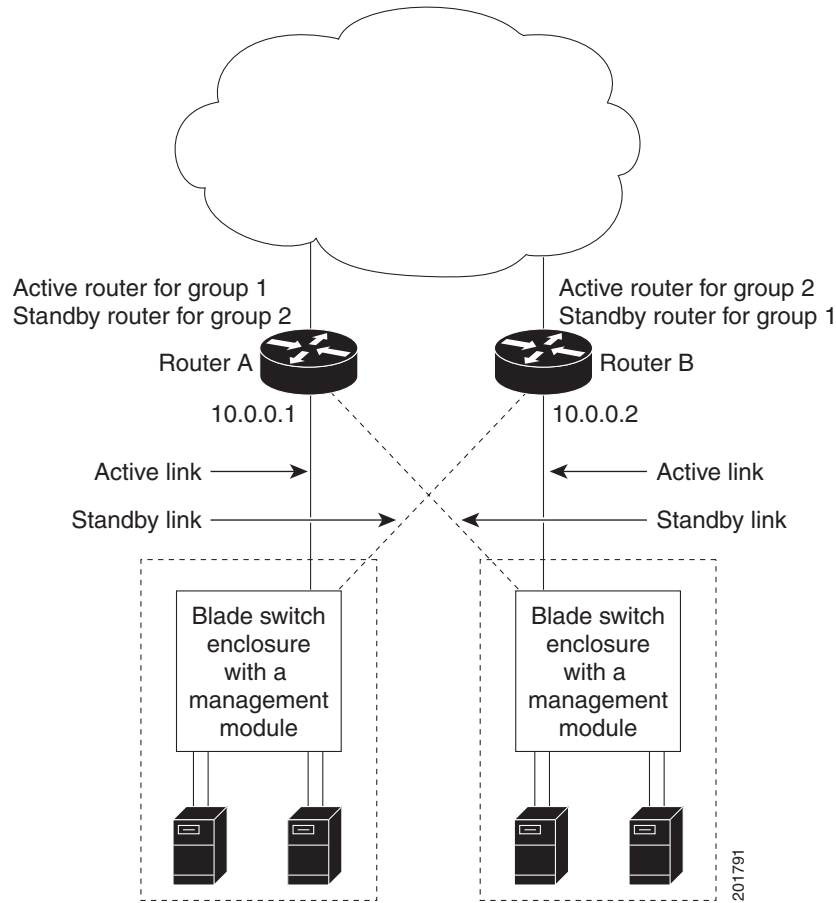 Active router for group 1
Standby router for group 2
Active router for group 2
Standby router for group 1
Router A
Router B
10.0.0.1
10.0.0.2
Active link
Active link
Standby link
Standby link
Blade switch
enclosure
with a
management
module
Blade switch
enclosure
with a
management
module
201791